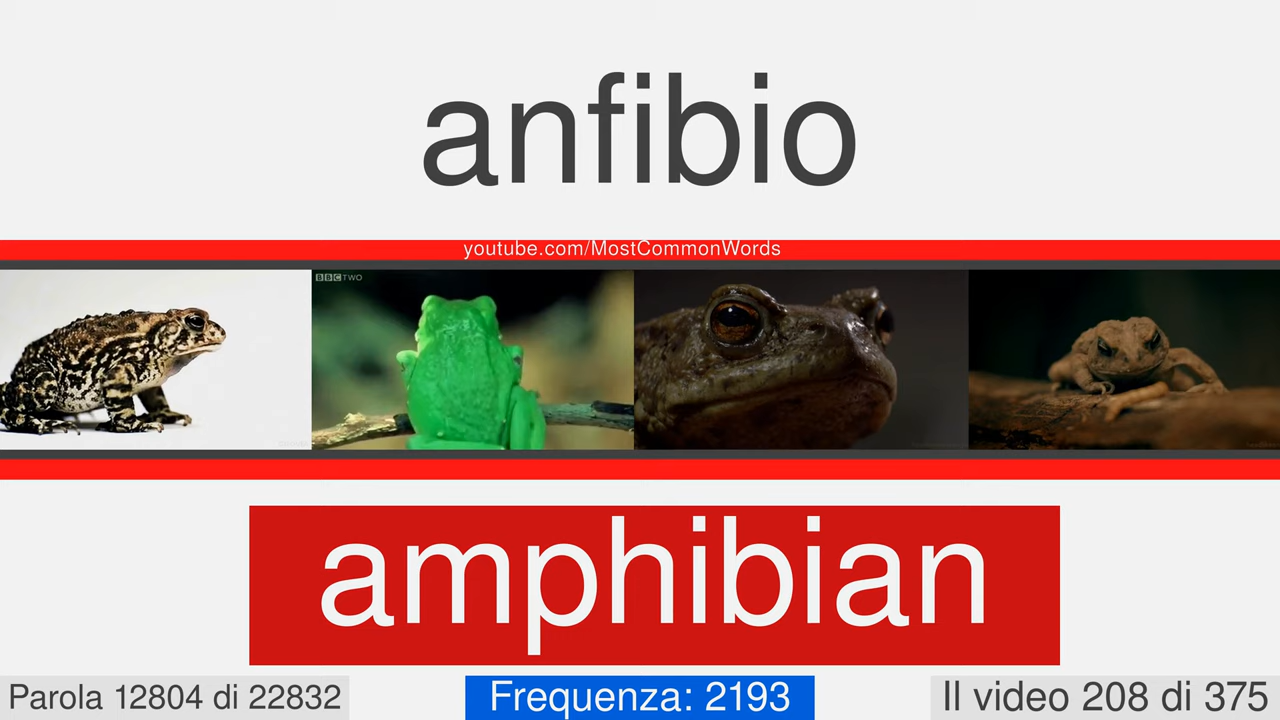 anfibio
youtube.com/MostCommonWords
BBC TWO
amphibian
Parola 12804 di 22832
Frequenza: 2193
Il video 208 di 375